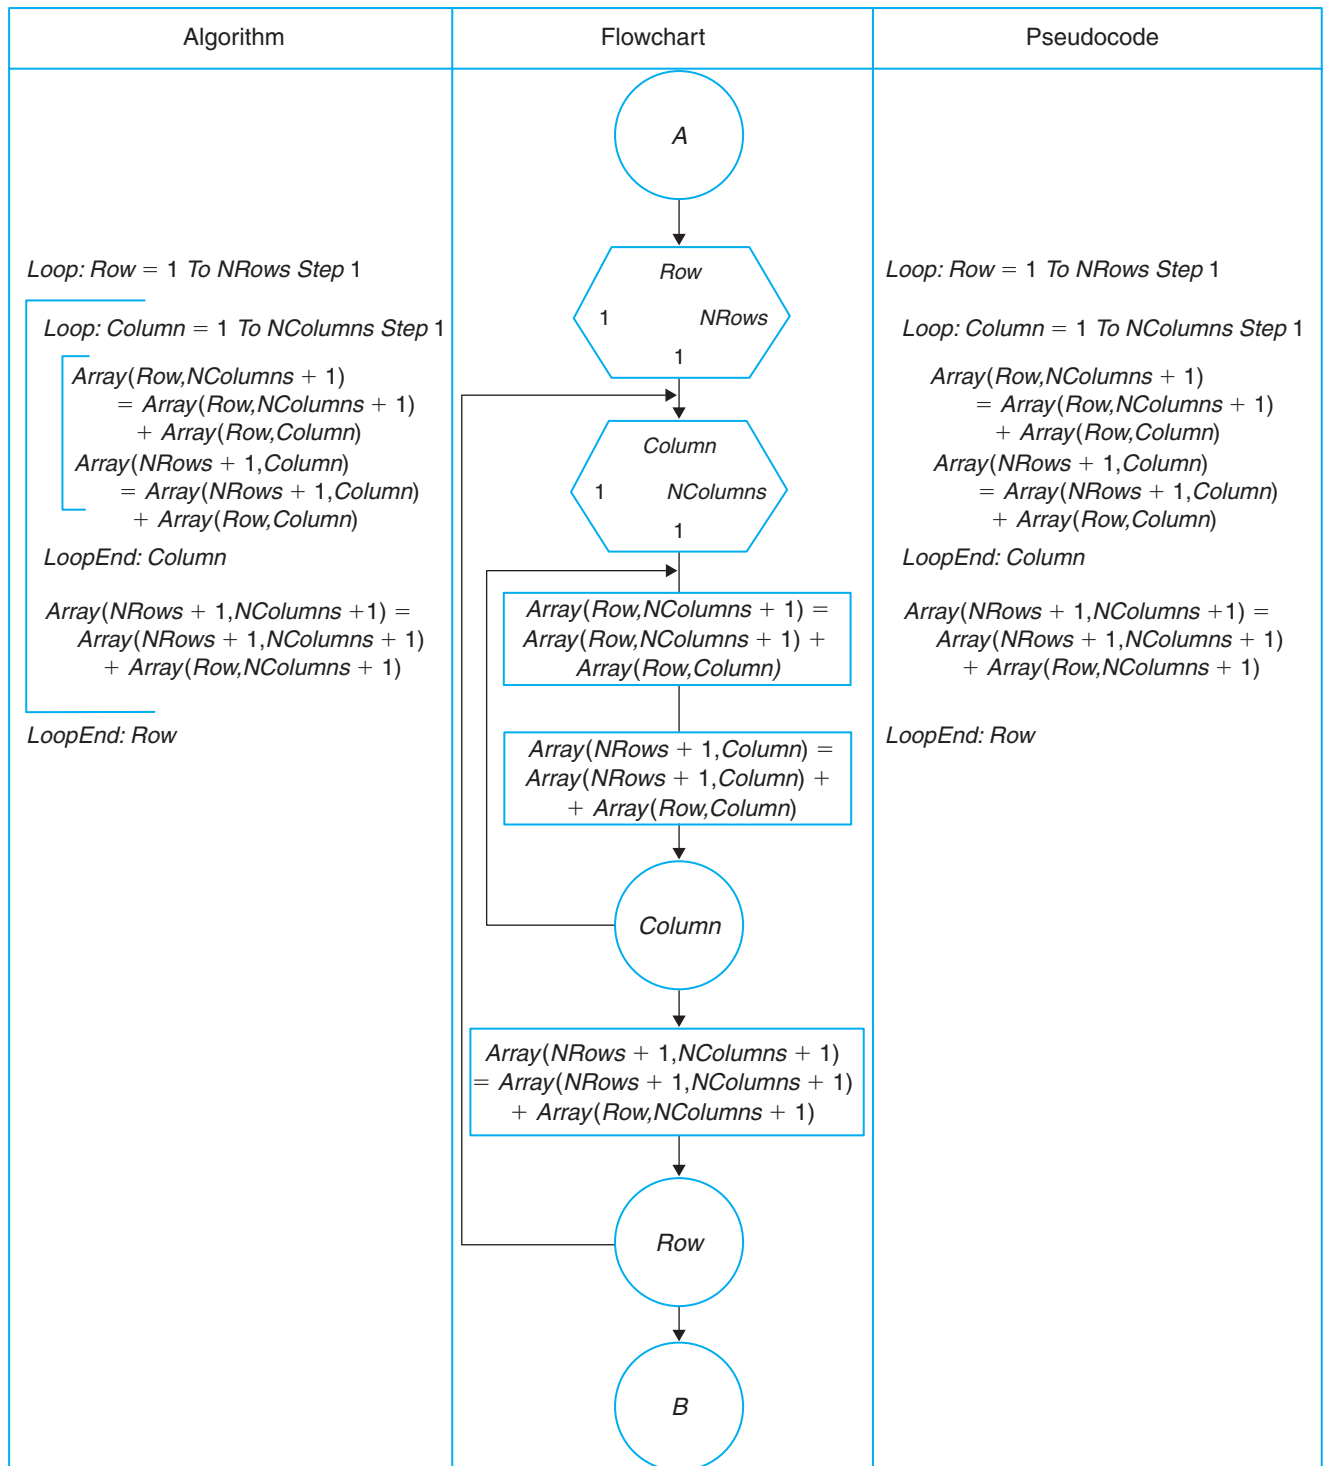 Algorithm
Loop: Row = 1 To NRows Step 1
Loop: Column = 1 To NColumns Step 1
Array(Row,NColumns + 1)
= Array(Row,NColumns + 1)
+ Array(Row,Column)
Array(NRows + 1,Column)
= Array(NRows + 1,Column)
+ Array(Row,Column)
LoopEnd: Column
Array(NRows + 1,NColumns +1) =
Array(NRows + 1,NColumns + 1)
+ Array(Row,NColumns + 1)
LoopEnd: Row
Flowchart
A
Row
1 NRows
1
Column
1 NColumns
1
Array(Row,NColumns + 1) =
Array(Row,NColumns + 1) +
Array(Row,Column)
Array(NRows + 1,Column) =
Array(NRows + 1,Column) +
+ Array(Row,Column)
Column
Array(NRows + 1,NColumns + 1)
= Array(NRows + 1,NColumns + 1)
+ Array(Row,NColumns + 1)
Row
B
Pseudocode
Loop: Row = 1 To NRows Step 1
Loop: Column = 1 To NColumns Step 1
Array(Row,NColumns + 1)
= Array(Row,NColumns + 1)
+ Array(Row,Column)
Array(NRows + 1,Column)
= Array(NRows + 1,Column)
+ Array(Row,Column)
LoopEnd: Column
Array(NRows + 1,NColumns +1) =
Array(NRows + 1,NColumns + 1)
+ Array(Row,NColumns + 1)
LoopEnd: Row